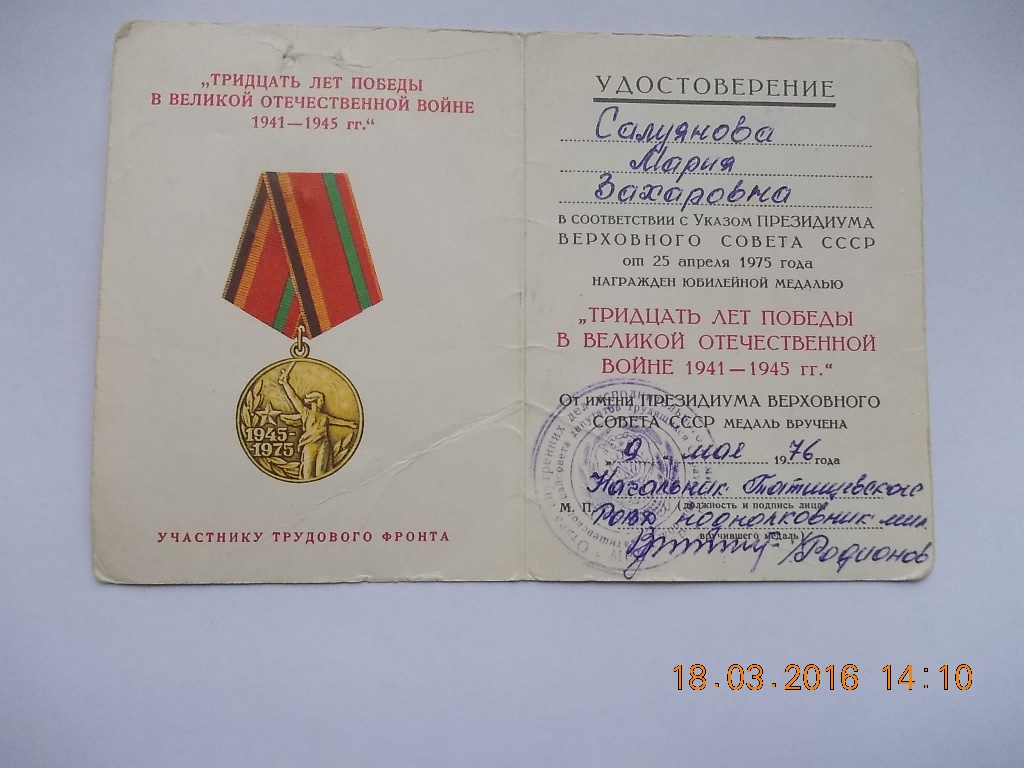 „ТРИДЦАТЬ ЛЕТ ПОБЕДЫ
В ВЕЛИКОЙ ОТЕЧЕСТВЕННОЙ ВОЙНЕ
1941—1945 гг.“
1945-
1975
УЧАСТНИКУ ТРУДОВОГО ФРОНТА
УДОСТОВЕРЕНИЕ
Салуянова
Мария
Захаровна
В СООТВЕТСТВИИ С УКАЗОМ ПРЕЗИДИУМА
ВЕРХОВНОГО СОВЕТА СССР
от 25 апреля 1975 года
НАГРАЖДЕН ЮБИЛЕЙНОЙ МЕДАЛЬЮ
„ТРИДЦАТЬ ЛЕТ ПОБЕДЫ
В ВЕЛИКОЙ ОТЕЧЕСТВЕННОЙ
ВОЙНЕ 1941—1945 гг.“
ОТ ИМЕНИ ПРЕЗИДИУМА ВЕРХОВНОГО
СОВЕТА СССР МЕДАЛЬ ВРУЧЕНА
„9 " мая 1976 года
Начальник Татищевского
М. П. (должность и подпись лица,
РОВД подполковник мил.
вручившего медаль)
Родионов
18.03.2016 14:10